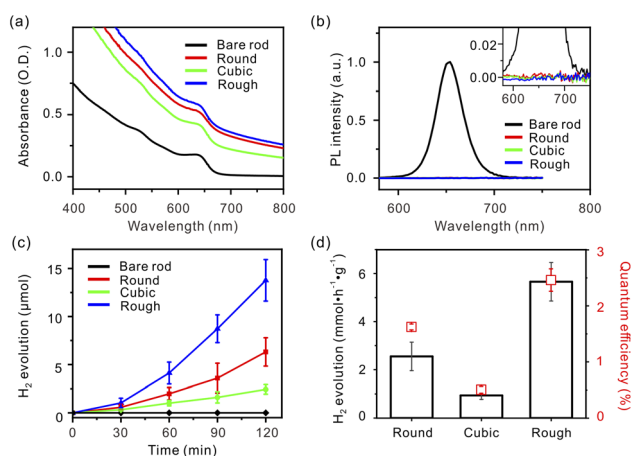 (a)
1.0
0.5
0.0
Absorbance (O.D.)
Bare rod
Round
Cubic
Rough
400 500 600 700 800
Wavelength (nm)
(b)
1.0
0.5
0.0
PL intensity (a.u.)
0.02
0.00
600 700
Bare rod
Round
Cubic
Rough
600 700 800
Wavelength (nm)
(c)
15
10
5
0
H₂ evolution (μmol)
Bare rod
Round
Cubic
Rough
0 30 60 90 120
Time (min)
(d)
6
4
2
0
H₂ evolution (mmol•h⁻¹•g⁻¹)
3
2
1
0
Quantum efficiency (%)
Round Cubic Rough